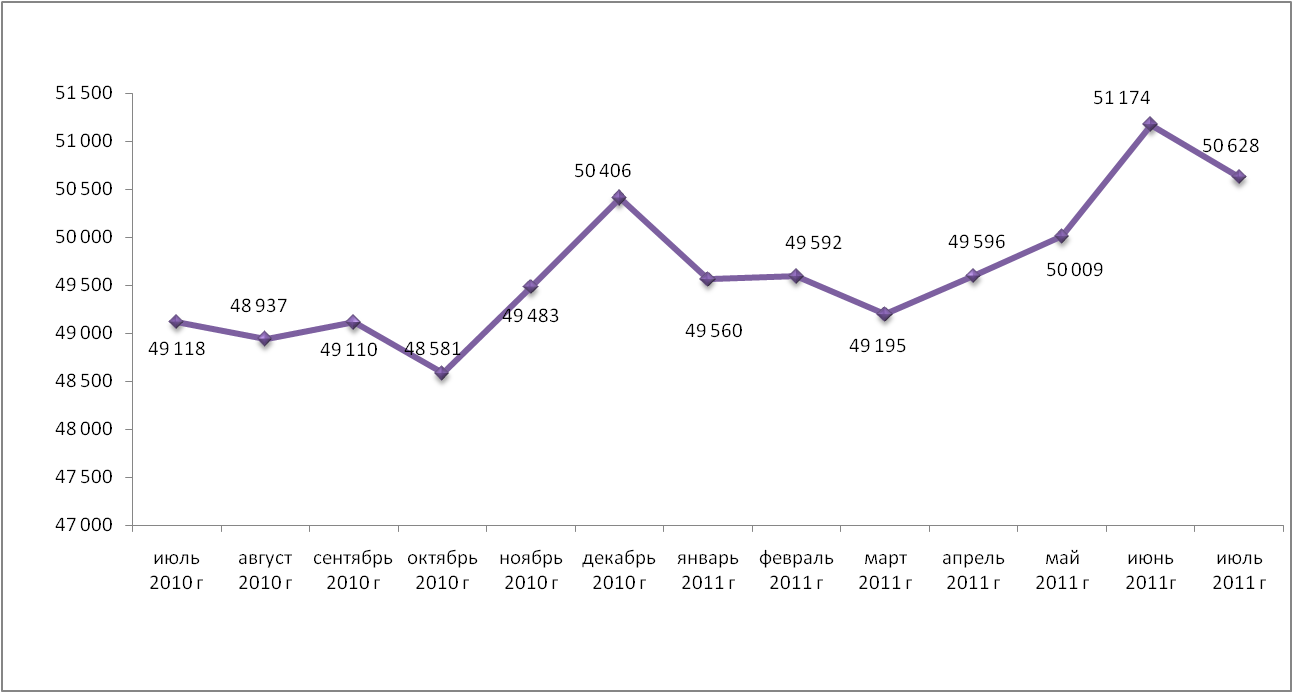 51 500
51 000
50 500
50 000
49 500
49 000
48 500
48 000
47 500
47 000
49 118
48 937
49 110
48 581
49 483
50 406
49 560
49 592
49 195
49 596
50 009
51 174
50 628
июль
2010 г
август
2010 г
сентябрь
2010 г
октябрь
2010 г
ноябрь
2010 г
декабрь
2010 г
январь
2011 г
февраль
2011 г
март
2011 г
апрель
2011 г
май
2011 г
июнь
2011г
июль
2011 г